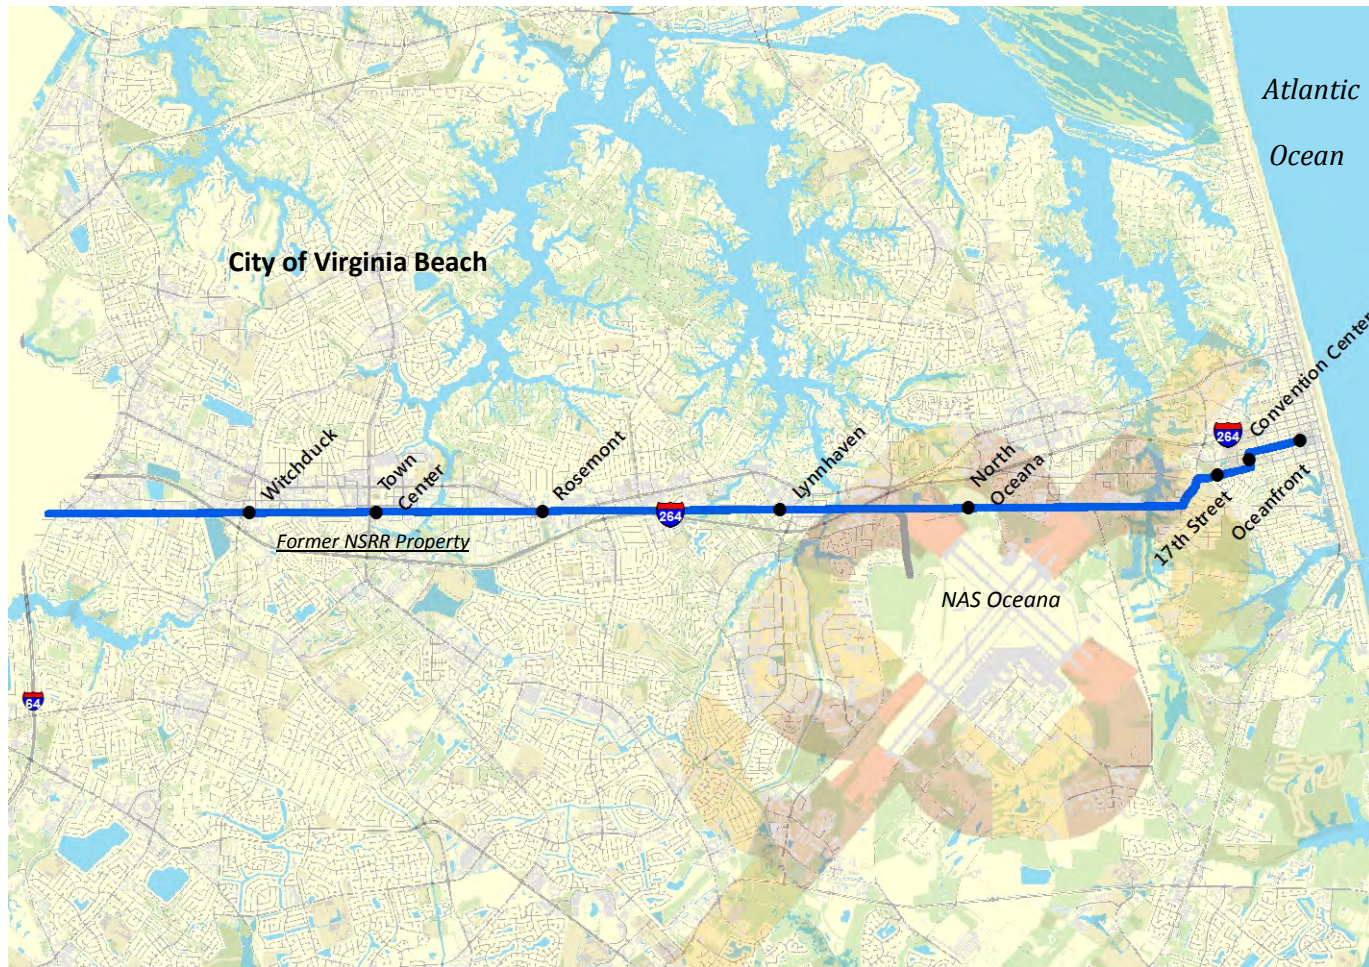 Atlantic
Ocean
City of Virginia Beach
Convention Center
264
Witchduck
Town
Center
Rosemont
Lynnhaven
North
Oceana
17th Street
Oceanfront
264
Former NSRR Property
NAS Oceana
64